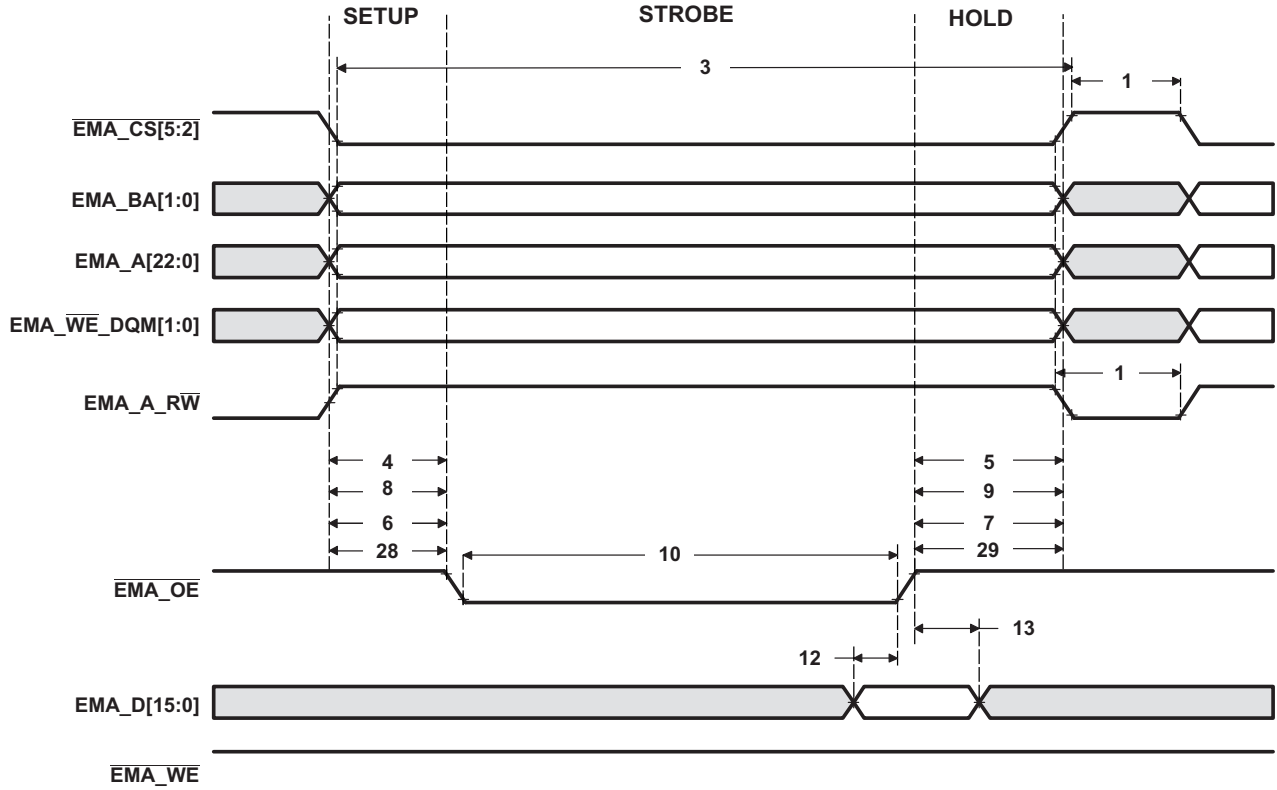 SETUP STROBE HOLD
3
1
EMA_CS[5:2]
EMA_BA[1:0]
EMA_A[22:0]
EMA_WE_DQM[1:0]
1
EMA_A_RW
4 5
8 9
6 7
28 29
10
EMA_OE
13
12
EMA_D[15:0]
EMA_WE